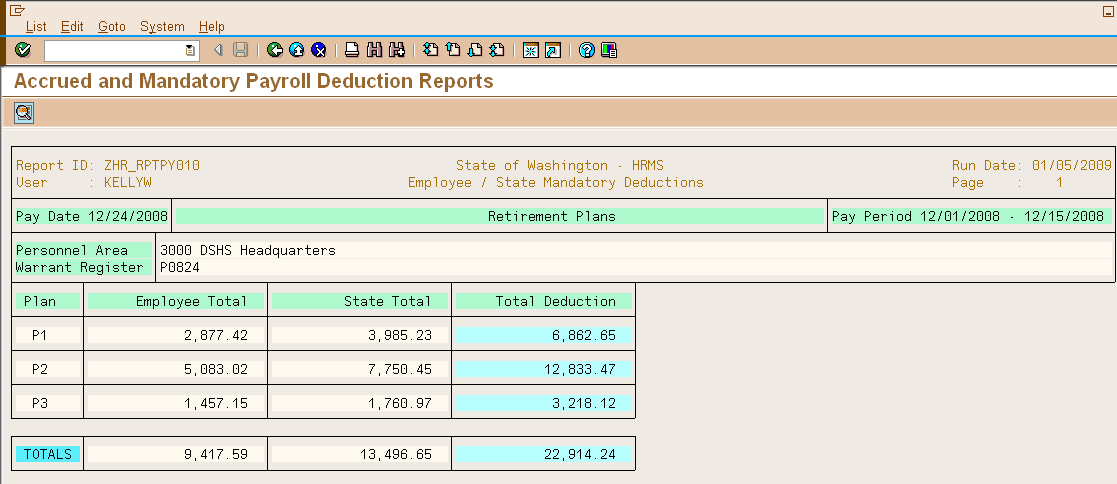 List Edit Goto System Help
Accrued and Mandatory Payroll Deduction Reports
Report ID: ZHR_RPTPY010 State of Washington - HRMS Run Date: 01/05/2009
User : KELLYW Employee / State Mandatory Deductions Page : 1
Pay Date 12/24/2008 Retirement Plans Pay Period 12/01/2008 - 12/15/2008
Personnel Area 3000 DSHS Headquarters
Warrant Register P0824
Plan Employee Total State Total Total Deduction
P1 2,877.42 3,985.23 6,862.65
P2 5,083.02 7,750.45 12,833.47
P3 1,457.15 1,760.97 3,218.12
TOTALS 9,417.59 13,496.65 22,914.24